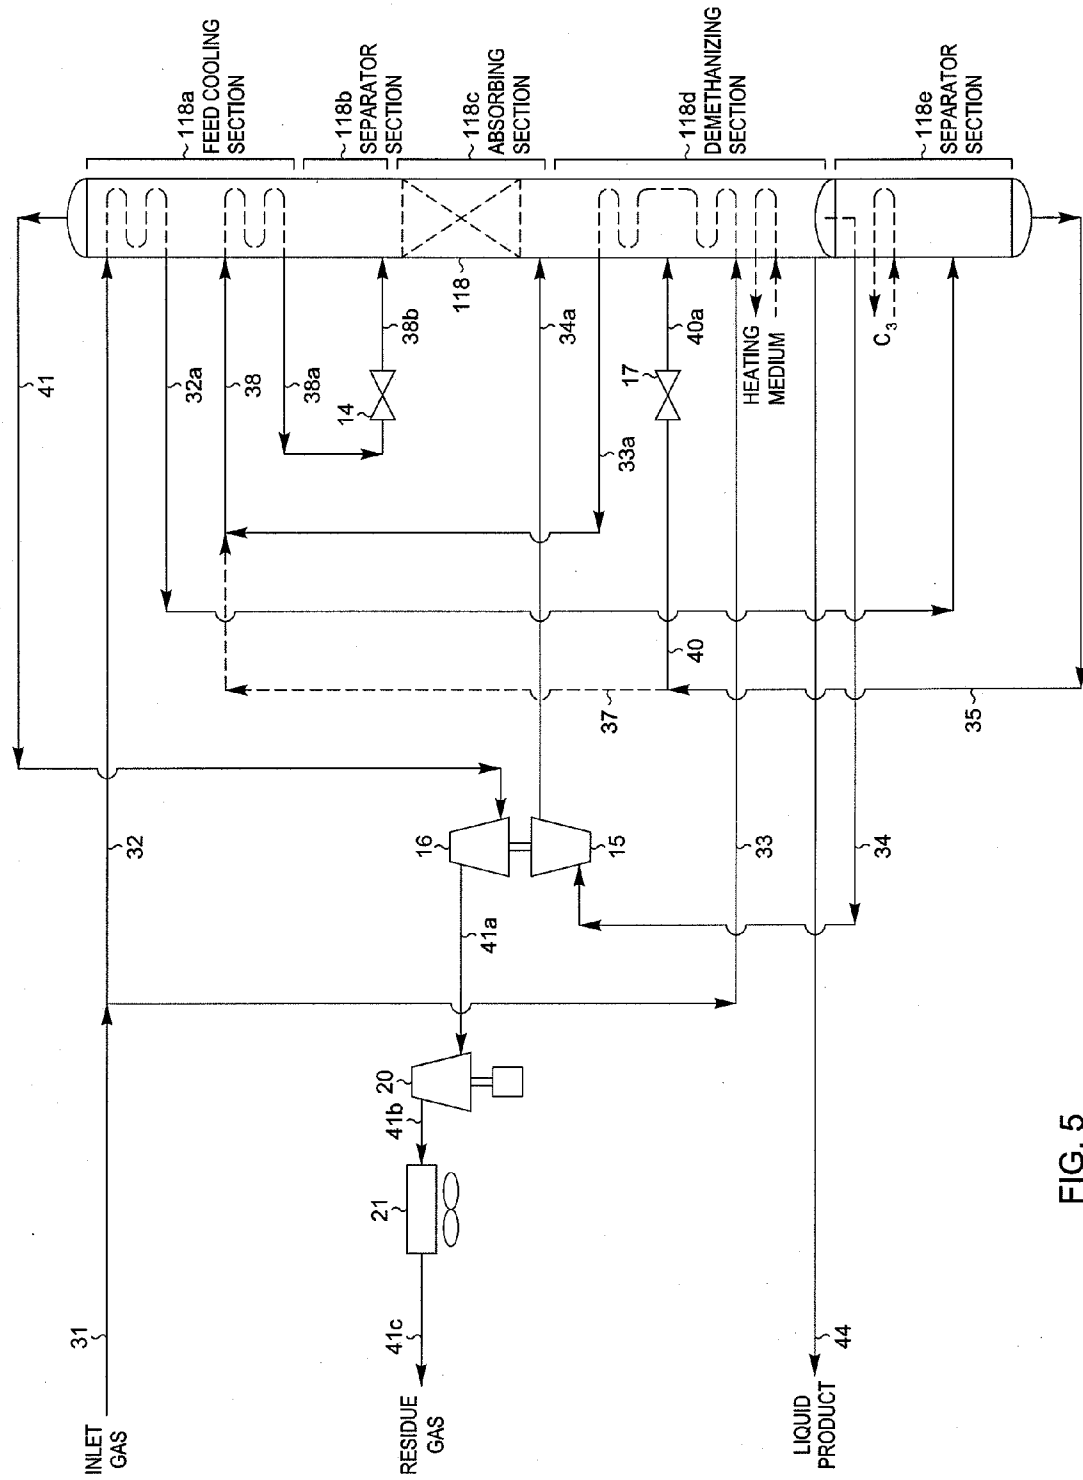 118a
FEED COOLING
SECTION
118b
SEPARATOR
SECTION
118c
ABSORBING
SECTION
118d
DEMETHANIZING
SECTION
118e
SEPARATOR
SECTION
41
32a
38
38a
14
38b
118
34a
33a
17
40a
HEATING
MEDIUM
C3
40
37
35
32
16
15
33
34
41a
20
41b
21
41c
31
INLET
GAS
RESIDUE
GAS
44
LIQUID
PRODUCT
FIG. 5